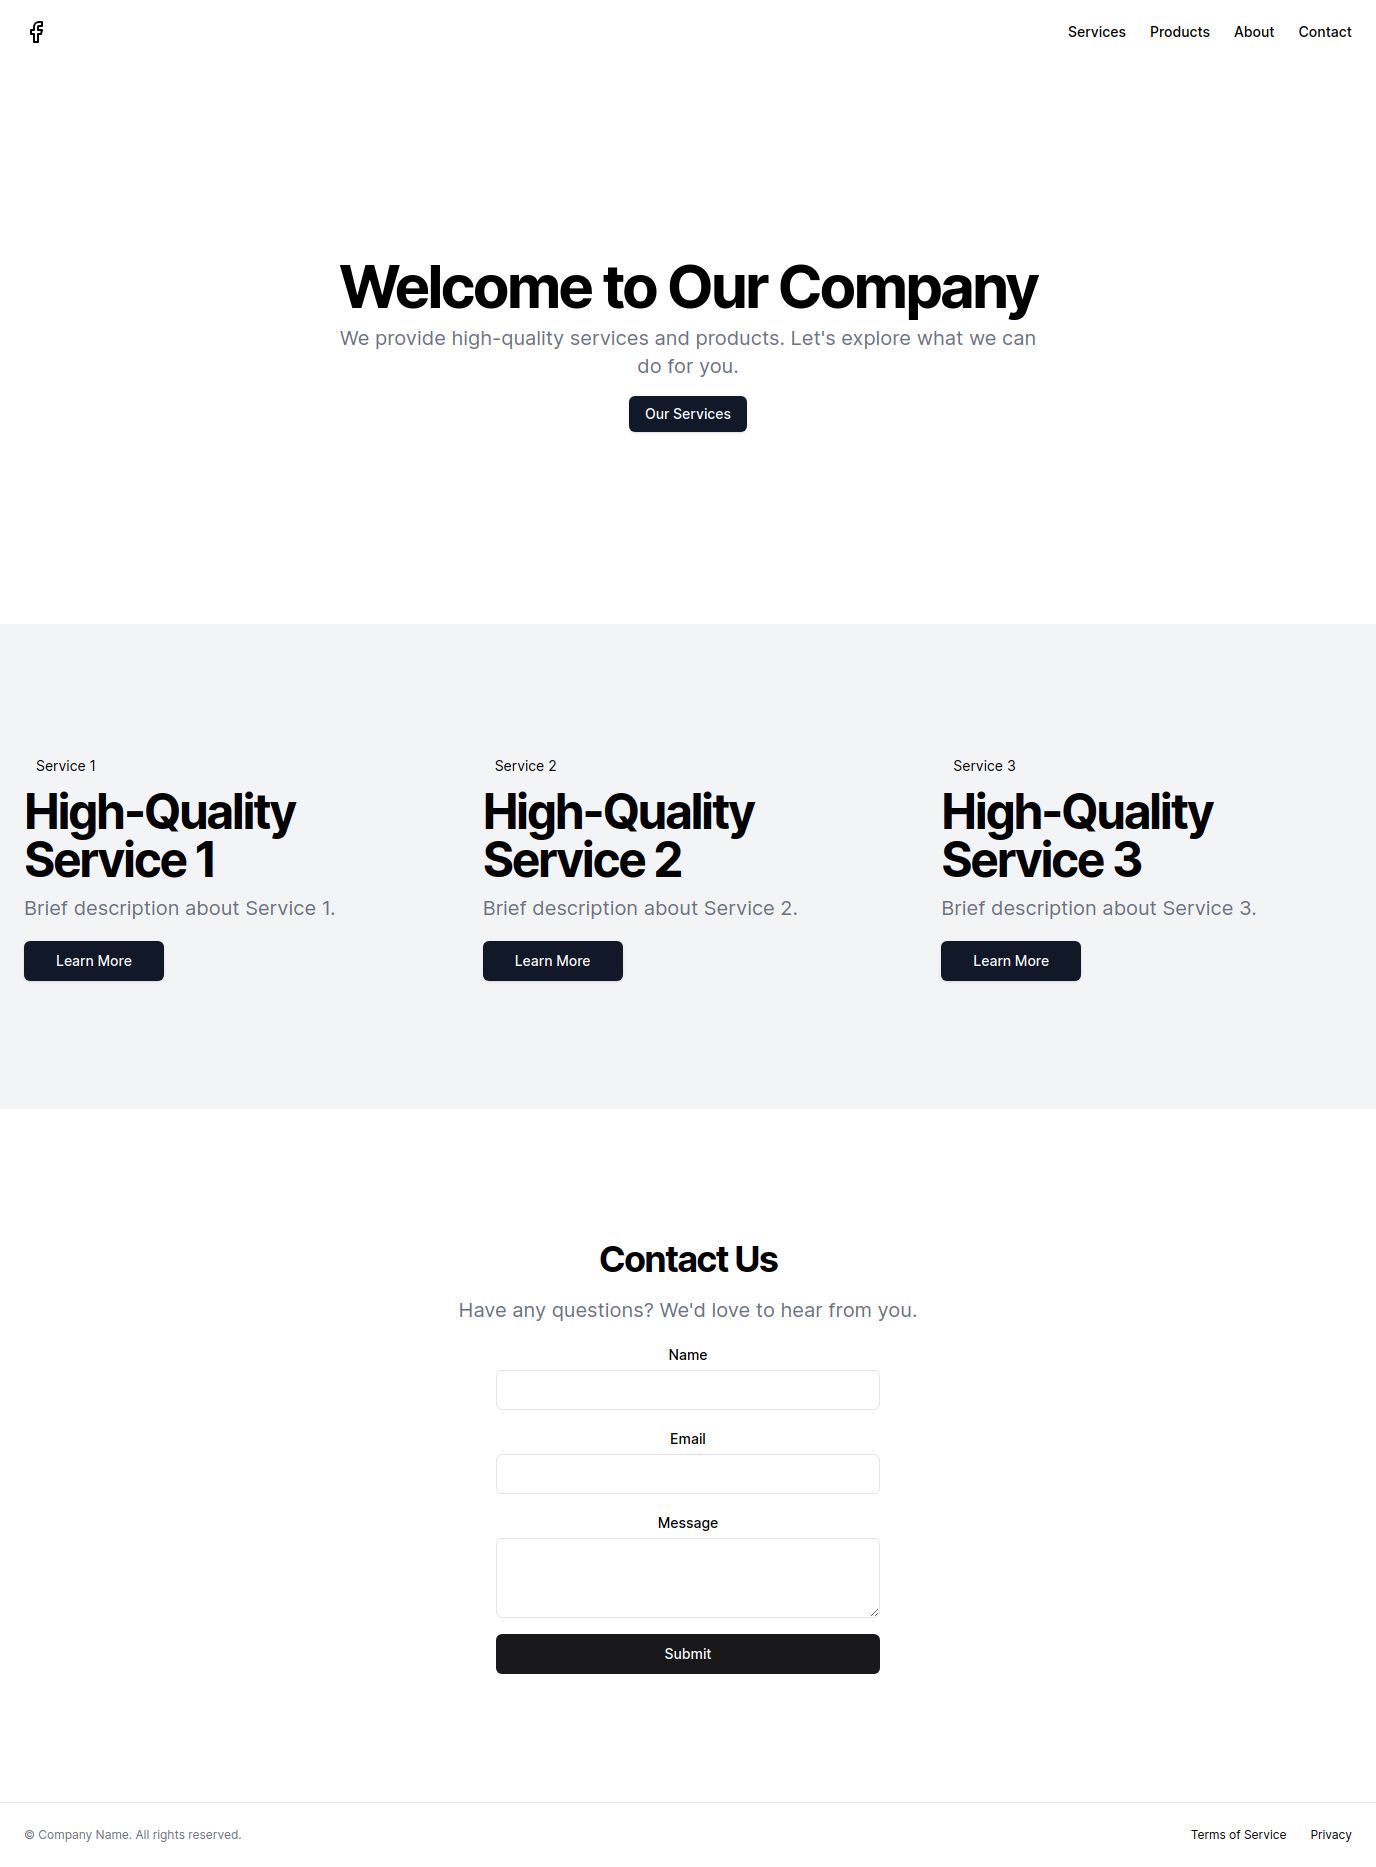 Services Products About Contact
Welcome to Our Company
We provide high-quality services and products. Let's explore what we can
do for you.
Our Services
Service 1
High-Quality
Service 1
Brief description about Service 1.
Learn More
Service 2
High-Quality
Service 2
Brief description about Service 2.
Learn More
Service 3
High-Quality
Service 3
Brief description about Service 3.
Learn More
Contact Us
Have any questions? We'd love to hear from you.
Name
Email
Message
Submit
© Company Name. All rights reserved.
Terms of Service Privacy